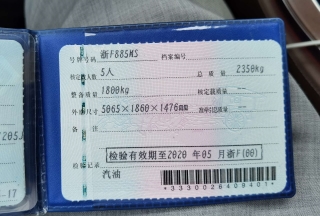 号牌号码 浙F885MS 档案编号
核定载人数 5人 总质量 2350kg
整备质量 1800kg 核定载质量
外廓尺寸 5065×1860×1476mm 准牵引总质量
备注
检验有效期至2020年05月浙F(00)
检验记录 汽油
*3330026409401*
-17